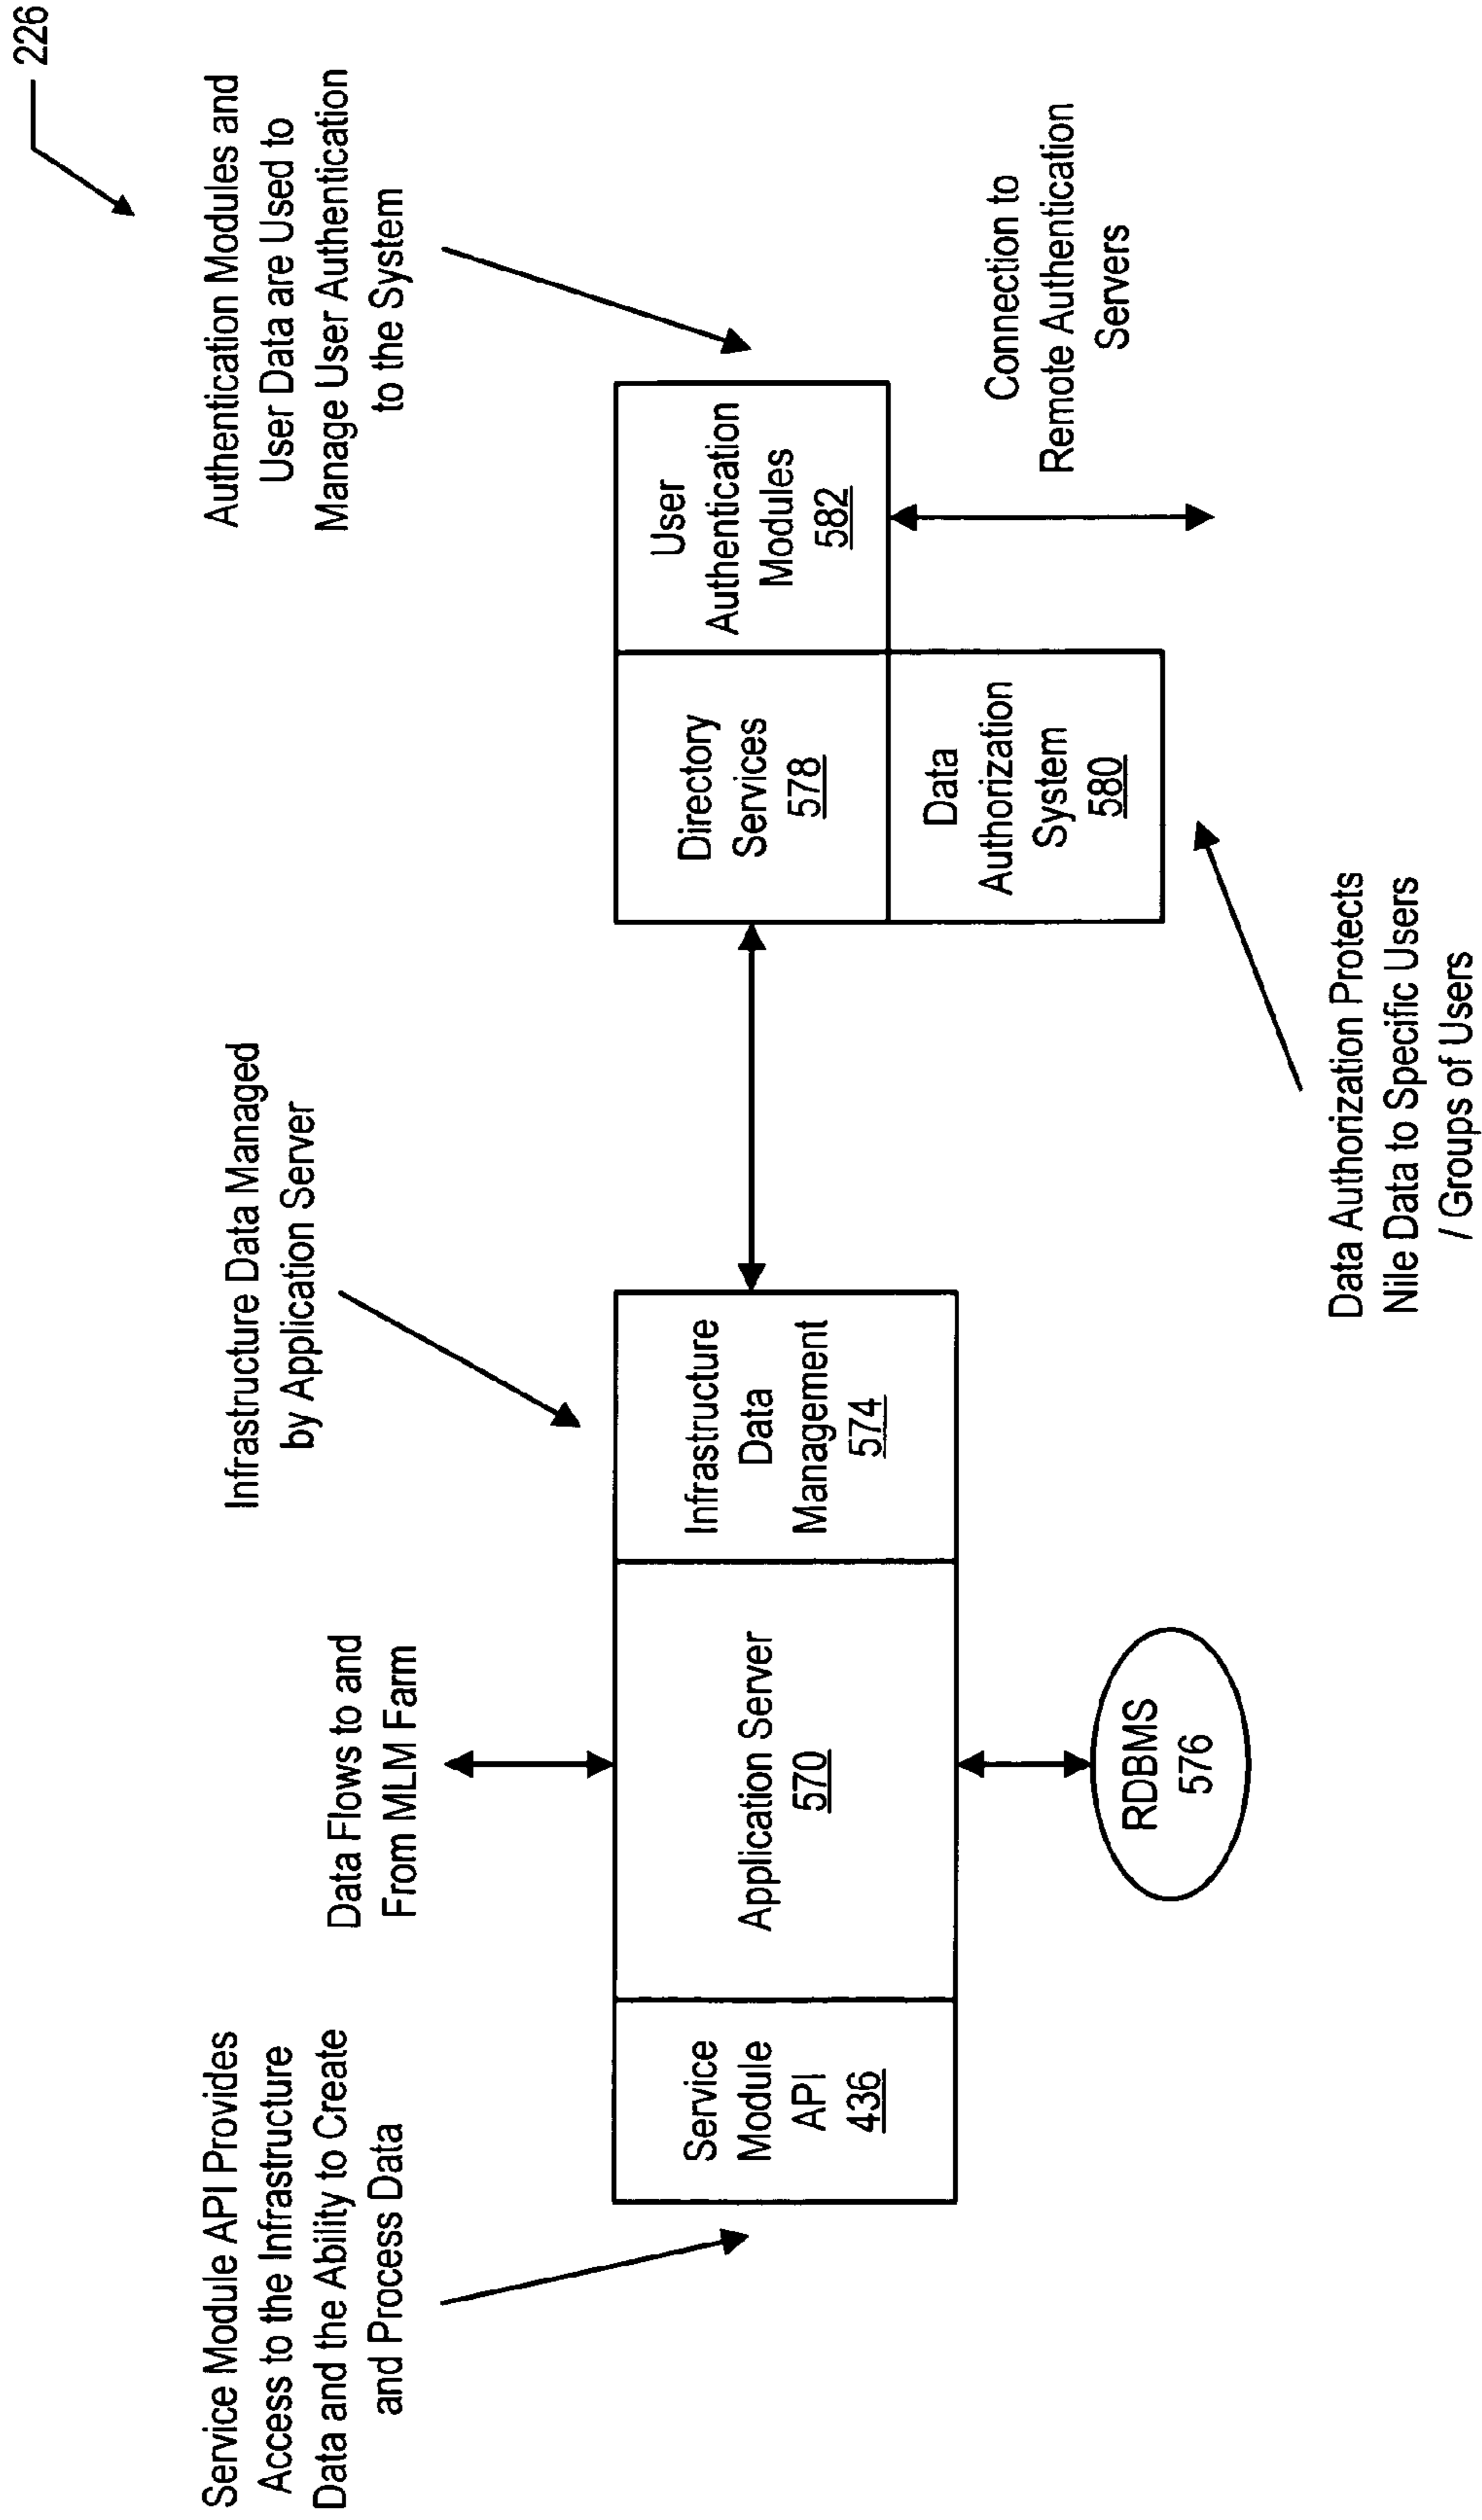 226
Service Module API Provides
Access to the Infrastructure
Data and the Ability to Create
and Process Data
Data Flows to and
From MLM Farm
Infrastructure Data Managed
by Application Server
Authentication Modules and
User Data are Used to
Manage User Authentication
to the System
Service
Module
API
436
Application Server
570
Infrastructure
Data
Management
574
Directory
Services
578
User
Authentication
Modules
582
Data
Authorization
System
580
Connection to
Remote Authentication
Servers
RDBMS
576
Data Authorization Protects
Nile Data to Specific Users
/ Groups of Users